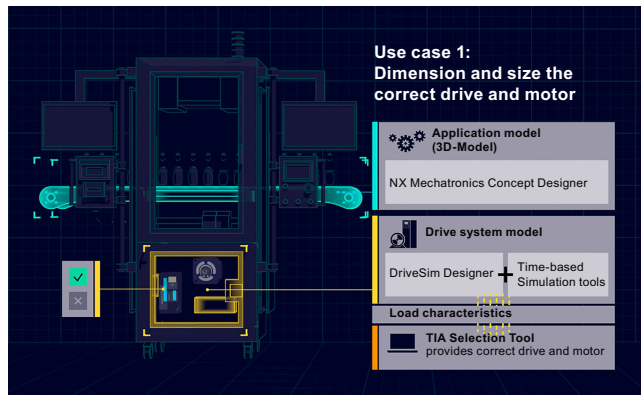 Use case 1:
Dimension and size the
correct drive and motor
Application model
(3D-Model)
NX Mechatronics Concept Designer
Drive system model
DriveSim Designer + Time-based
Simulation tools
Load characteristics
TIA Selection Tool
provides correct drive and motor